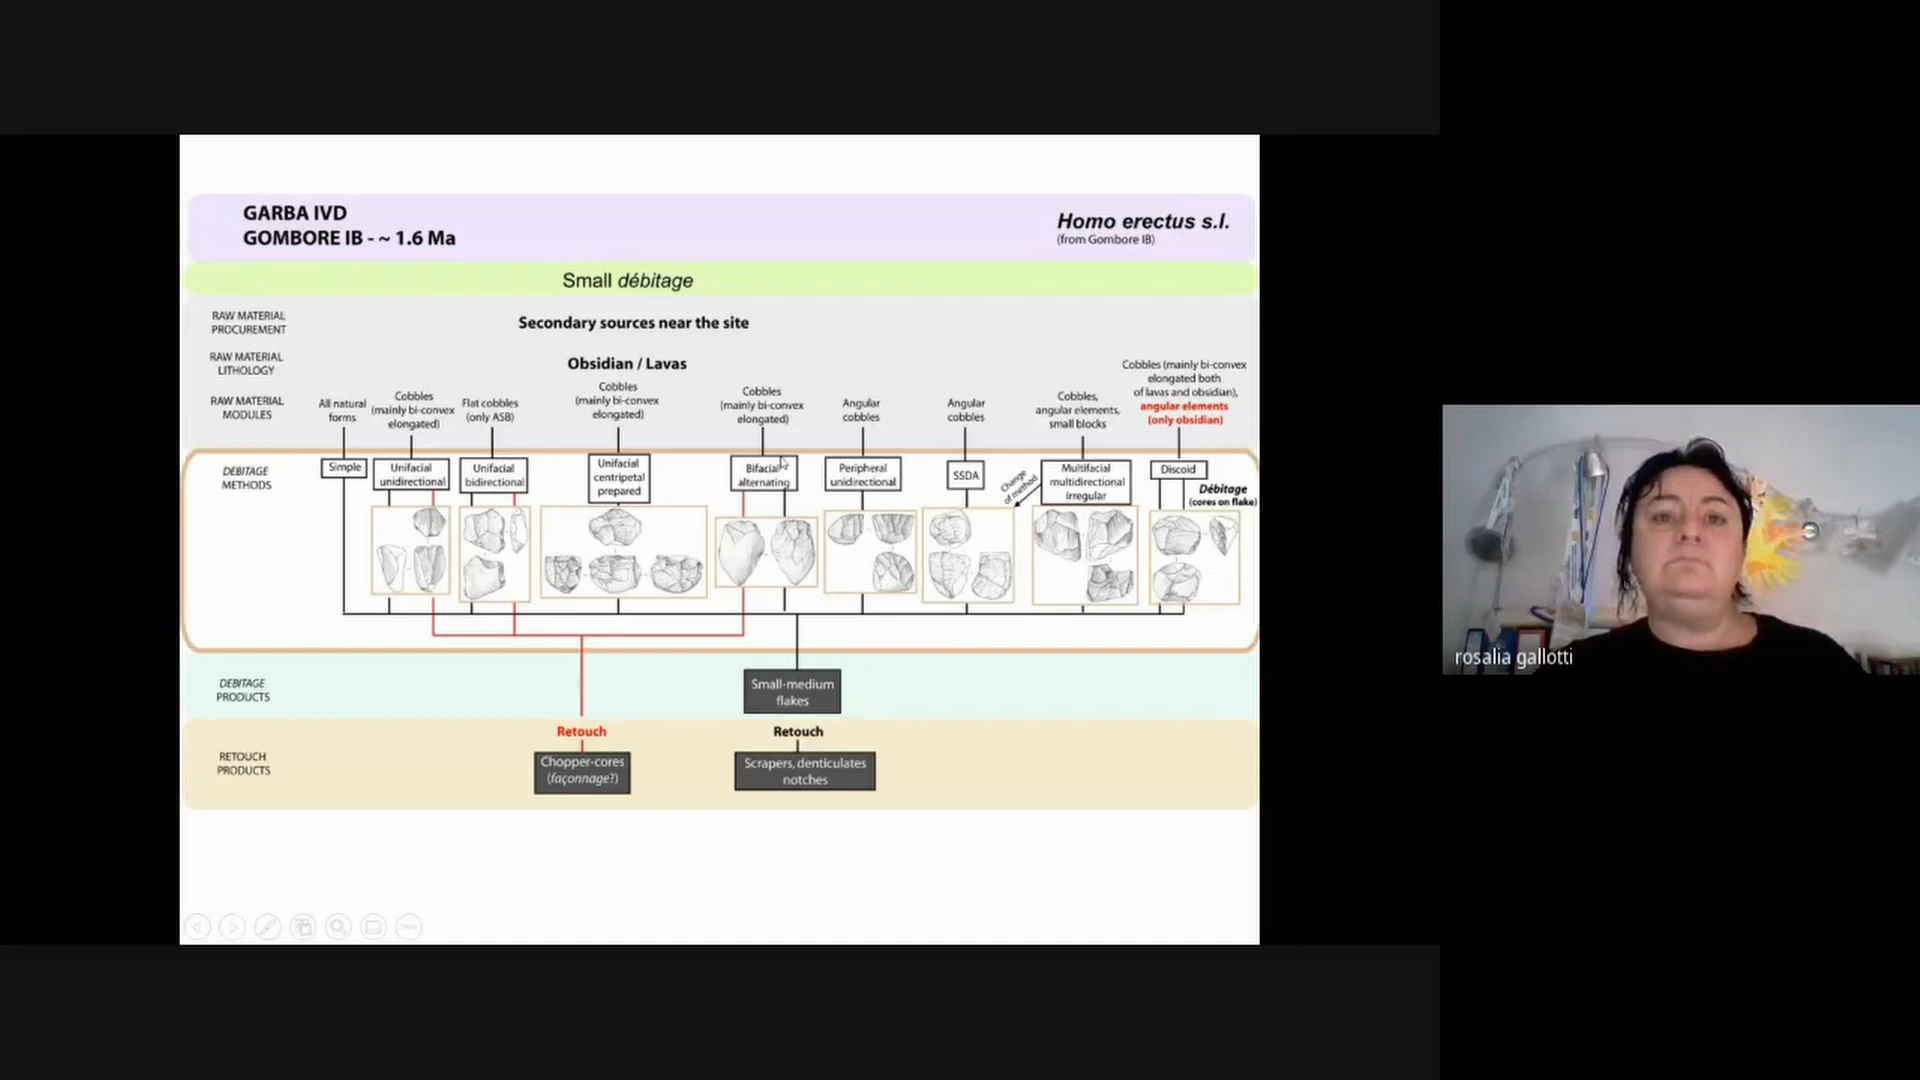 GARBA IVD
GOMBORE IB - ~ 1.6 Ma
Homo erectus s.l.
(from Gombore IB)
Small débitage
RAW MATERIAL
PROCUREMENT
Secondary sources near the site
RAW MATERIAL
LITHOLOGY
Obsidian / Lavas
RAW MATERIAL
MODULES
All natural
forms
Cobbles
(mainly bi-convex
elongated)
Flat cobbles
(only ASB)
Cobbles
(mainly bi-convex
elongated)
Cobbles
(mainly bi-convex
elongated)
Angular
cobbles
Angular
cobbles
Cobbles,
angular elements,
small blocks
Cobbles (mainly bi-convex
elongated both
of lavas and obsidian),
angular elements
(only obsidian)
DEBITAGE
METHODS
Simple
Unifacial
unidirectional
Unifacial
bidirectional
Unifacial
centripetal
prepared
Bifacial
alternating
Peripheral
unidirectional
SSDA
Change
of method
Multifacial
multidirectional
irregular
Discoid
Débitage
(cores on flake)
DEBITAGE
PRODUCTS
Small-medium
flakes
RETOUCH
PRODUCTS
Retouch
Chopper-cores
(façonnage?)
Retouch
Scrapers, denticulates
notches
rosalia gallotti